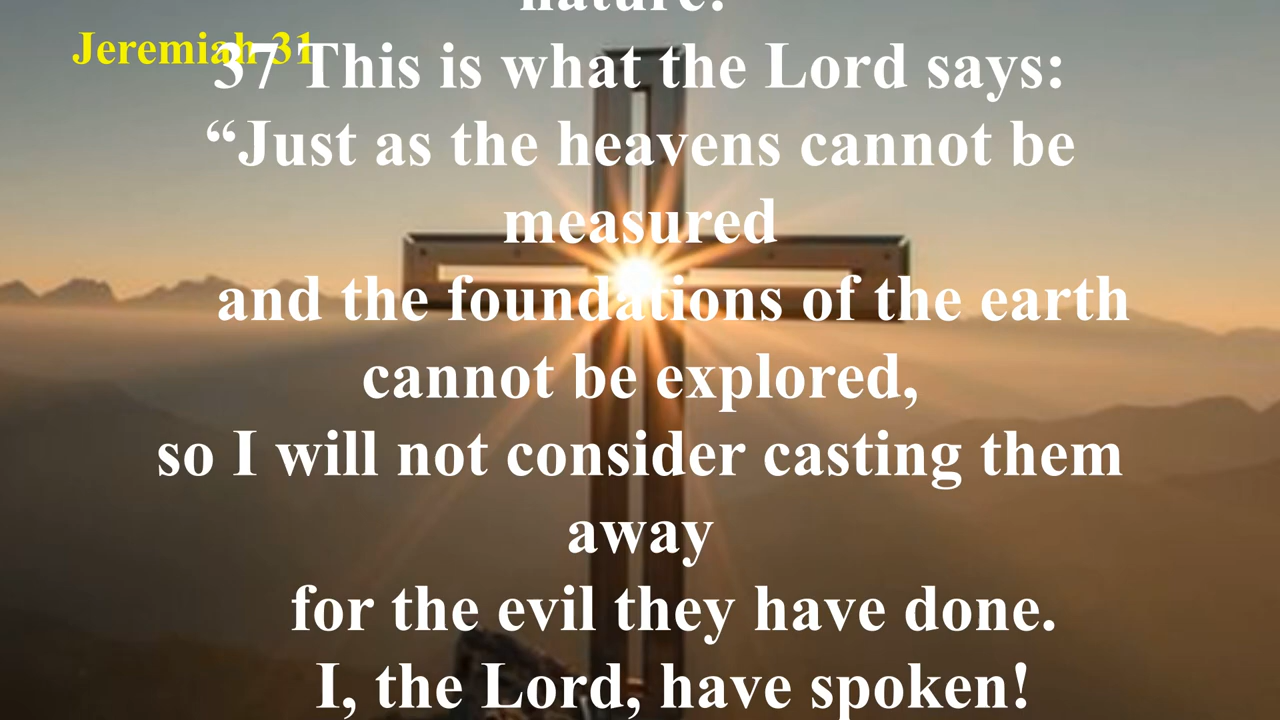 nature!"
Jeremiah 31
37 This is what the Lord says:
“Just as the heavens cannot be
measured
and the foundations of the earth
cannot be explored,
so I will not consider casting them
away
for the evil they have done.
I, the Lord, have spoken!